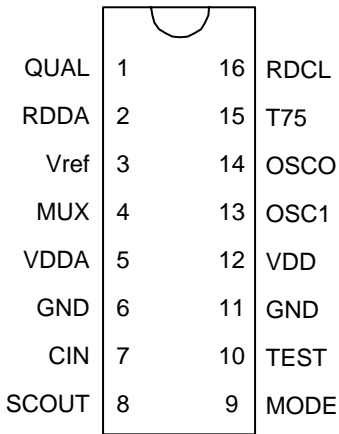 QUAL 1 16 RDCL
RDDA 2 15 T75
Vref 3 14 OSCO
MUX 4 13 OSC1
VDDA 5 12 VDD
GND 6 11 GND
CIN 7 10 TEST
SCOUT 8 9 MODE